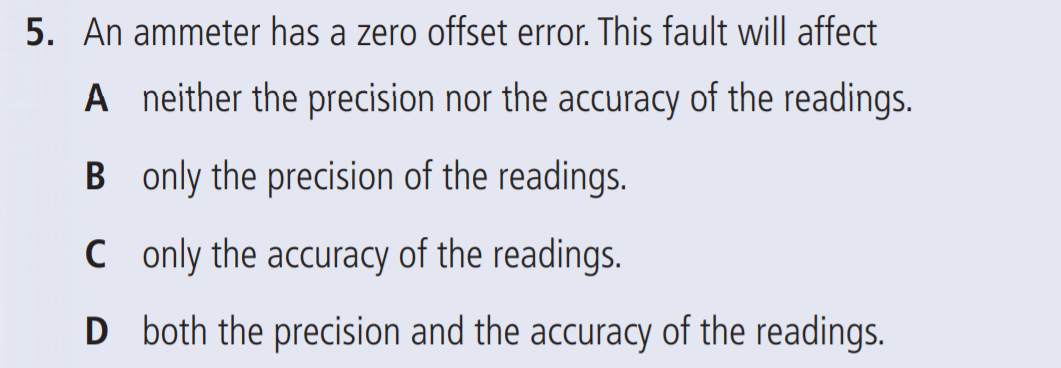 5. An ammeter has a zero offset error. This fault will affect
A neither the precision nor the accuracy of the readings.
B only the precision of the readings.
C only the accuracy of the readings.
D both the precision and the accuracy of the readings.